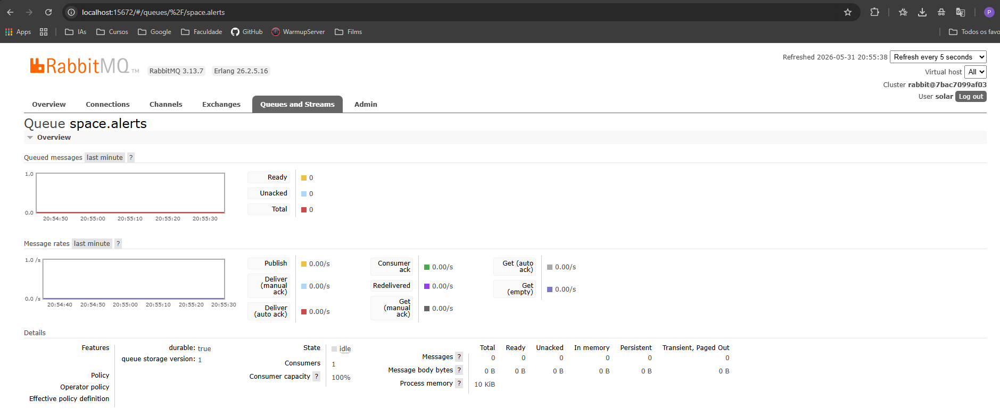 localhost:15672/#/queues/%2F/space.alerts
P
Apps IAs Cursos Google Faculdade GitHub WarmupServer Films Todos os favo
RabbitMQ TM RabbitMQ 3.13.7 Erlang 26.2.5.16
Refreshed 2026-05-31 20:55:38 Refresh every 5 seconds
Virtual host All
Cluster rabbit@7bac7099af03
User solar Log out
Overview Connections Channels Exchanges Queues and Streams Admin
Queue space.alerts
Overview
Queued messages last minute ?
1.0
0.0
20:54:50 20:55:00 20:55:10 20:55:20 20:55:30
Ready 0
Unacked 0
Total 0
Message rates last minute ?
1.0 /s
0.0 /s
20:54:40 20:54:50 20:55:00 20:55:10 20:55:20 20:55:30
Publish 0.00/s
Deliver
(manual
ack) 0.00/s
Deliver
(auto ack) 0.00/s
Consumer
ack 0.00/s
Redelivered 0.00/s
Get
(manual
ack) 0.00/s
Get (auto
ack) 0.00/s
Get
(empty) 0.00/s
Details
Features durable: true
queue storage version: 1
Policy
Operator policy
Effective policy definition
State idle
Consumers 1
Consumer capacity ? 100%
Total Ready Unacked In memory Persistent Transient, Paged Out
Messages ? 0 0 0 0 0 0
Message body bytes ? 0 B 0 B 0 B 0 B 0 B 0 B
Process memory ? 10 KiB